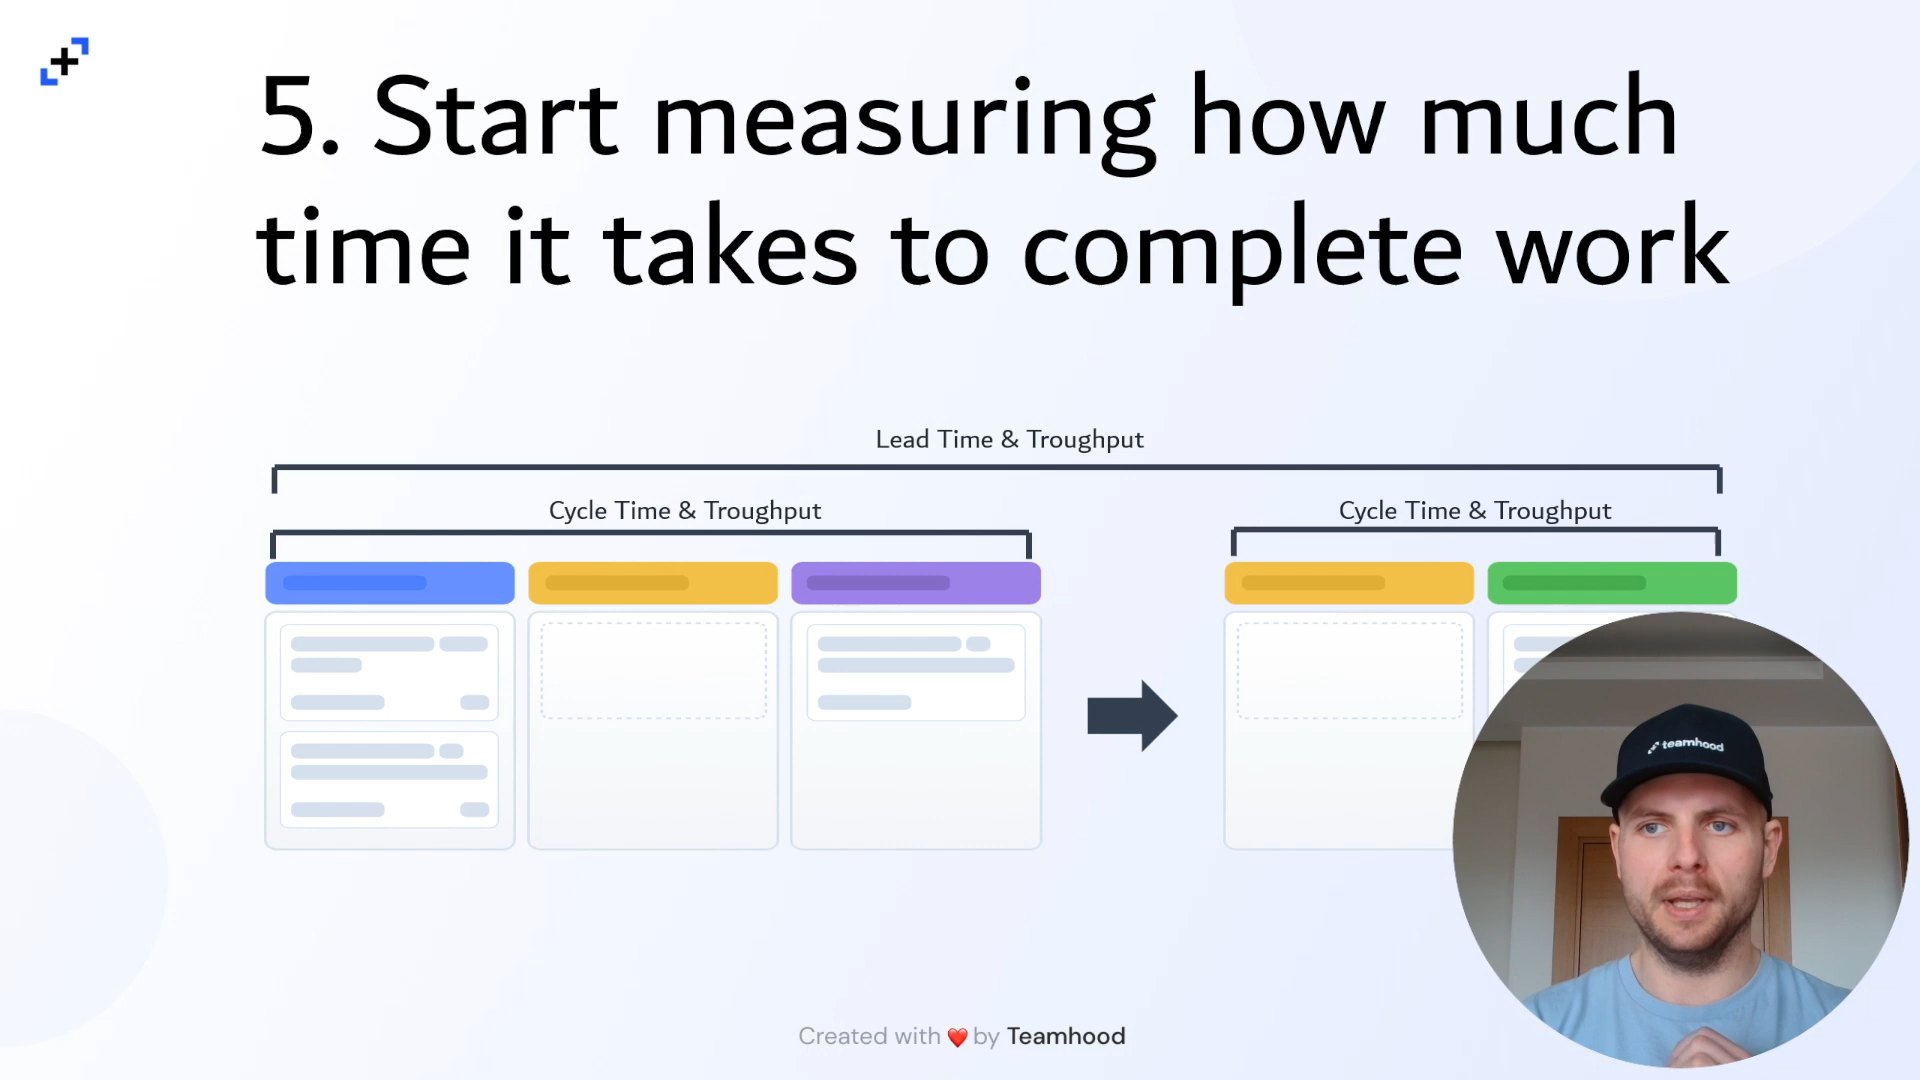 5. Start measuring how much
time it takes to complete work
Lead Time & Troughput
Cycle Time & Troughput
Cycle Time & Troughput
teamhood
Created with ❤️ by Teamhood